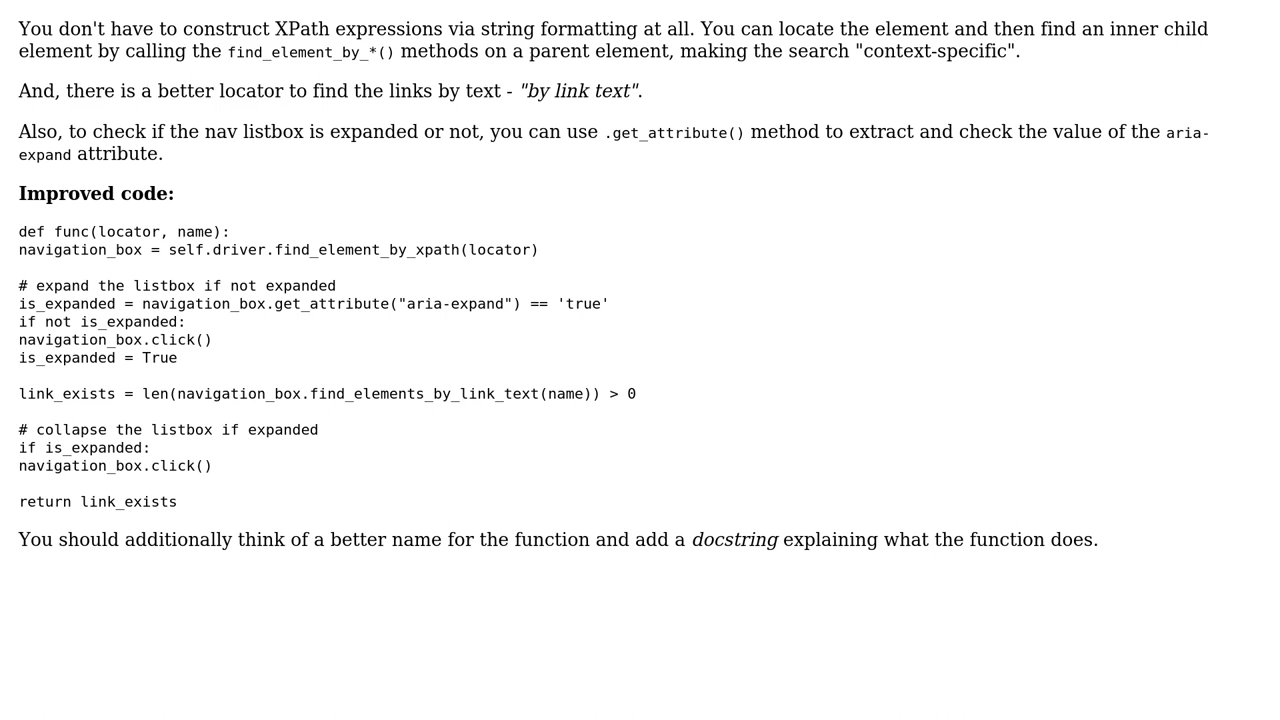 You don't have to construct XPath expressions via string formatting at all. You can locate the element and then find an inner child
element by calling the find_element_by_*() methods on a parent element, making the search "context-specific".
And, there is a better locator to find the links by text - "by link text".
Also, to check if the nav listbox is expanded or not, you can use .get_attribute() method to extract and check the value of the aria-
expand attribute.
Improved code:
def func(locator, name):
navigation_box = self.driver.find_element_by_xpath(locator)
# expand the listbox if not expanded
is_expanded = navigation_box.get_attribute("aria-expand") == 'true'
if not is_expanded:
navigation_box.click()
is_expanded = True
link_exists = len(navigation_box.find_elements_by_link_text(name)) > 0
# collapse the listbox if expanded
if is_expanded:
navigation_box.click()
return link_exists
You should additionally think of a better name for the function and add a docstring explaining what the function does.